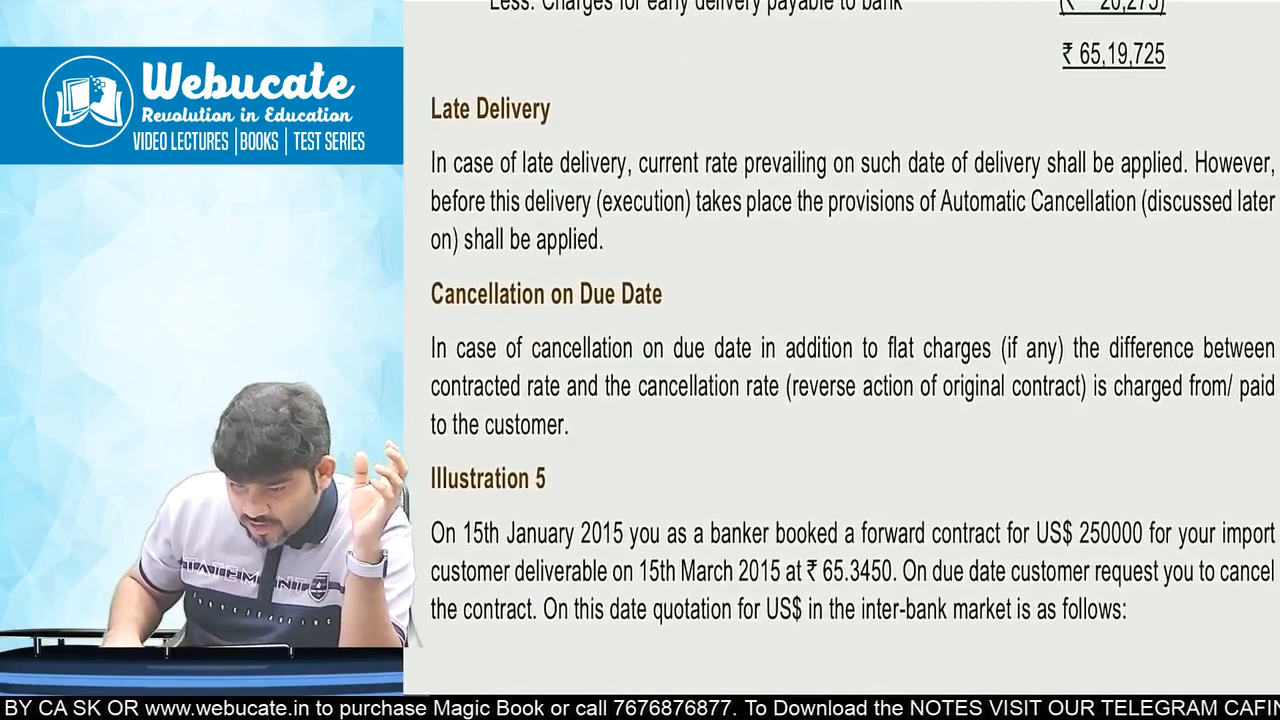 Less: Charges for early delivery payable to bank (₹ 20,275)
₹ 65,19,725
Webucate
Revolution in Education
VIDEO LECTURES | BOOKS | TEST SERIES
Late Delivery
In case of late delivery, current rate prevailing on such date of delivery shall be applied. However,
before this delivery (execution) takes place the provisions of Automatic Cancellation (discussed later
on) shall be applied.
Cancellation on Due Date
In case of cancellation on due date in addition to flat charges (if any) the difference between
contracted rate and the cancellation rate (reverse action of original contract) is charged from/ paid
to the customer.
Illustration 5
On 15th January 2015 you as a banker booked a forward contract for US$ 250000 for your import
customer deliverable on 15th March 2015 at ₹ 65.3450. On due date customer request you to cancel
the contract. On this date quotation for US$ in the inter-bank market is as follows:
TATEMENT
BY CA SK OR www.webucate.in to purchase Magic Book or call 7676876877. To Download the NOTES VISIT OUR TELEGRAM CAFIN